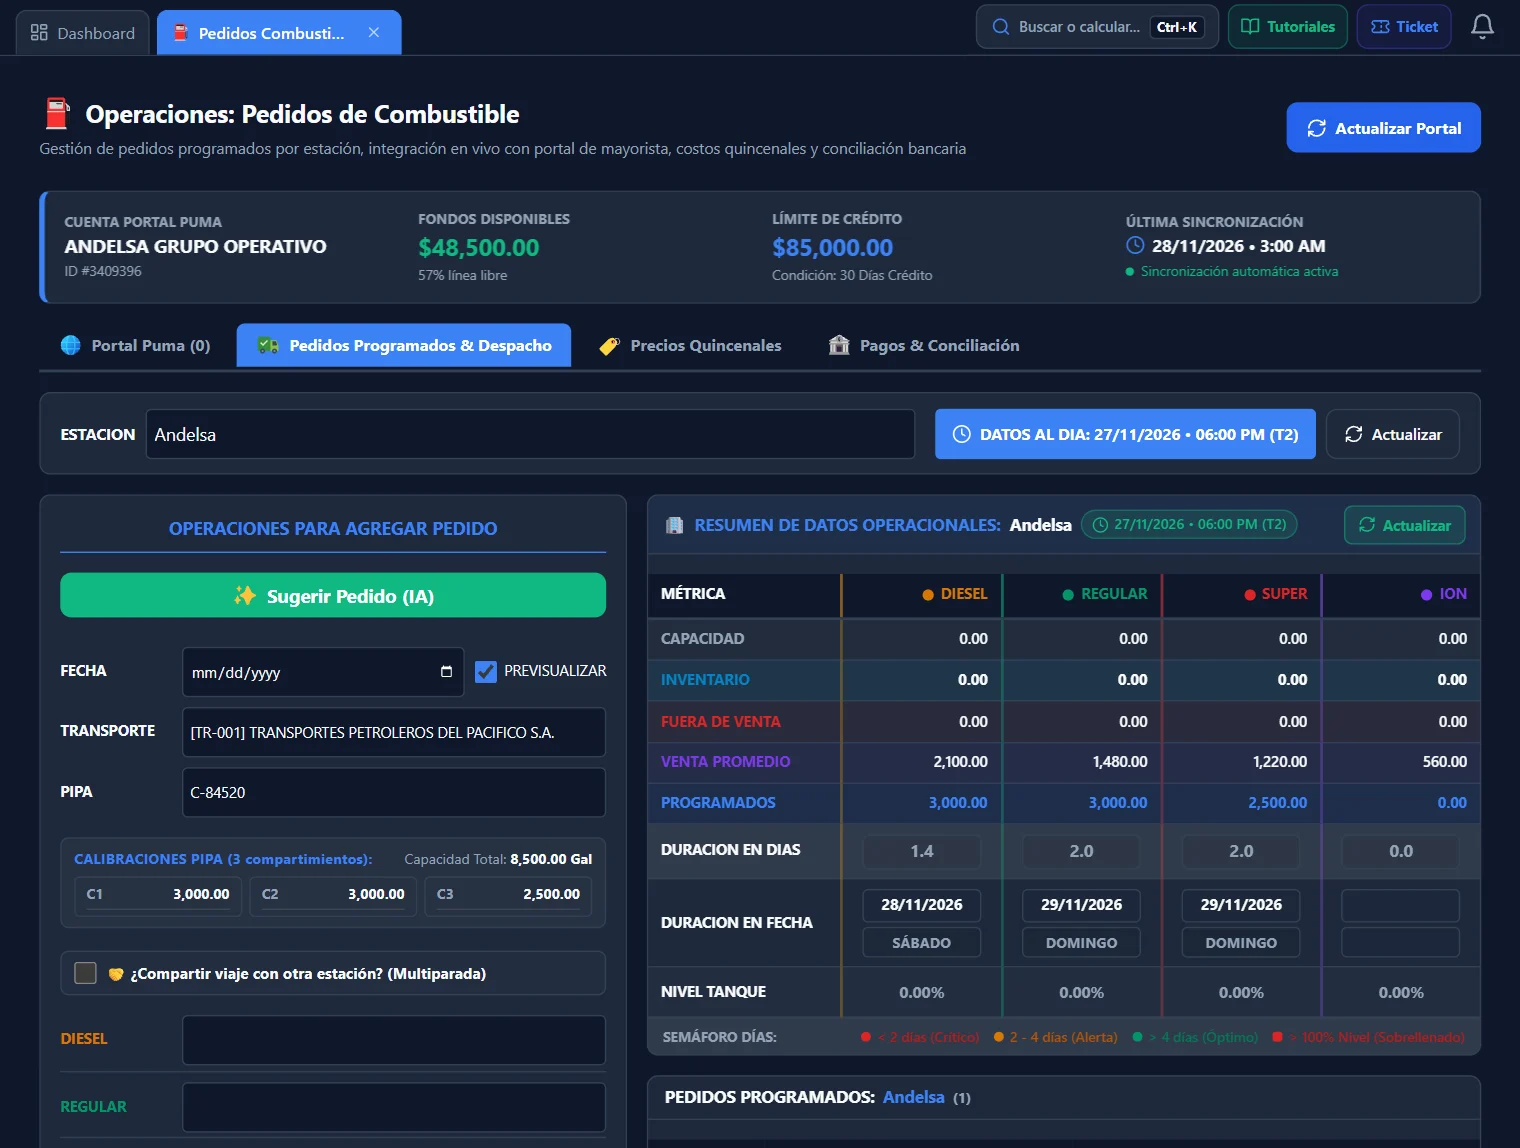 Dashboard
Pedidos Combusti...
Buscar o calcular...
Ctrl+K
Tutoriales
Ticket
Operaciones: Pedidos de Combustible
Gestión de pedidos programados por estación, integración en vivo con portal de mayorista, costos quincenales y conciliación bancaria
Actualizar Portal
CUENTA PORTAL PUMA
ANDELSA GRUPO OPERATIVO
ID #3409396
FONDOS DISPONIBLES
$48,500.00
57% línea libre
LÍMITE DE CRÉDITO
$85,000.00
Condición: 30 Días Crédito
ÚLTIMA SINCRONIZACIÓN
28/11/2026 • 3:00 AM
Sincronización automática activa
Portal Puma (0)
Pedidos Programados & Despacho
Precios Quincenales
Pagos & Conciliación
ESTACION
Andelsa
DATOS AL DIA: 27/11/2026 • 06:00 PM (T2)
Actualizar
OPERACIONES PARA AGREGAR PEDIDO
Sugerir Pedido (IA)
FECHA
mm/dd/yyyy
PREVISUALIZAR
TRANSPORTE
[TR-001] TRANSPORTES PETROLEROS DEL PACIFICO S.A.
PIPA
C-84520
CALIBRACIONES PIPA (3 compartimientos):
Capacidad Total: 8,500.00 Gal
C1 3,000.00
C2 3,000.00
C3 2,500.00
¿Compartir viaje con otra estación? (Multiparada)
DIESEL
REGULAR
RESUMEN DE DATOS OPERACIONALES: Andelsa
27/11/2026 • 06:00 PM (T2)
Actualizar
MÉTRICA DIESEL REGULAR SUPER ION
CAPACIDAD 0.00 0.00 0.00 0.00
INVENTARIO 0.00 0.00 0.00 0.00
FUERA DE VENTA 0.00 0.00 0.00 0.00
VENTA PROMEDIO 2,100.00 1,480.00 1,220.00 560.00
PROGRAMADOS 3,000.00 3,000.00 2,500.00 0.00
DURACION EN DIAS 1.4 2.0 2.0 0.0
DURACION EN FECHA 28/11/2026 29/11/2026 29/11/2026
SÁBADO DOMINGO DOMINGO
NIVEL TANQUE 0.00% 0.00% 0.00% 0.00%
SEMÁFORO DÍAS: < 2 días (Crítico) 2 - 4 días (Alerta) > 4 días (Óptimo) > 100% Nivel (Sobrellenado)
PEDIDOS PROGRAMADOS: Andelsa (1)